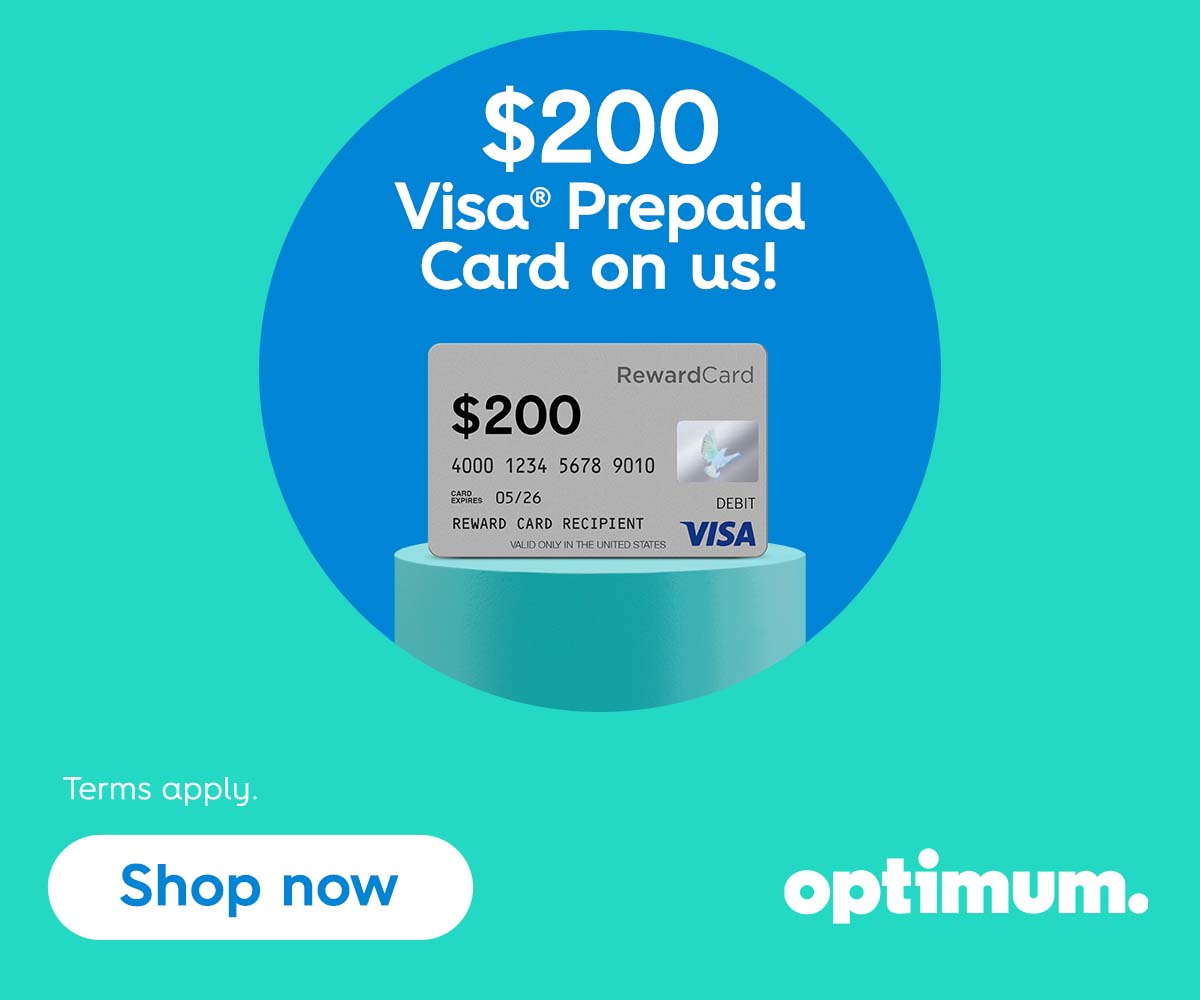 $200
Visa® Prepaid
Card on us!
RewardCard
$200
4000 1234 5678 9010
CARD
EXPIRES 05/26
DEBIT
REWARD CARD RECIPIENT
VISA
VALID ONLY IN THE UNITED STATES
Terms apply.
Shop now
optimum.